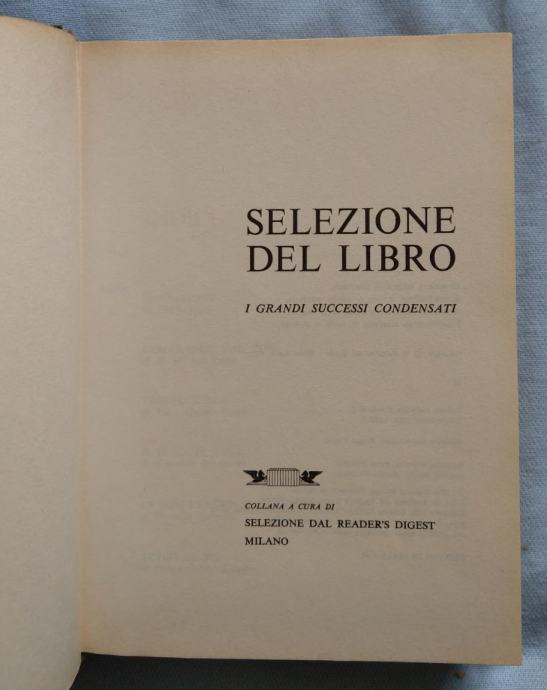 SELEZIONE
DEL LIBRO
I GRANDI SUCCESSI CONDENSATI
COLLANA A CURA DI
SELEZIONE DAL READER'S DIGEST
MILANO